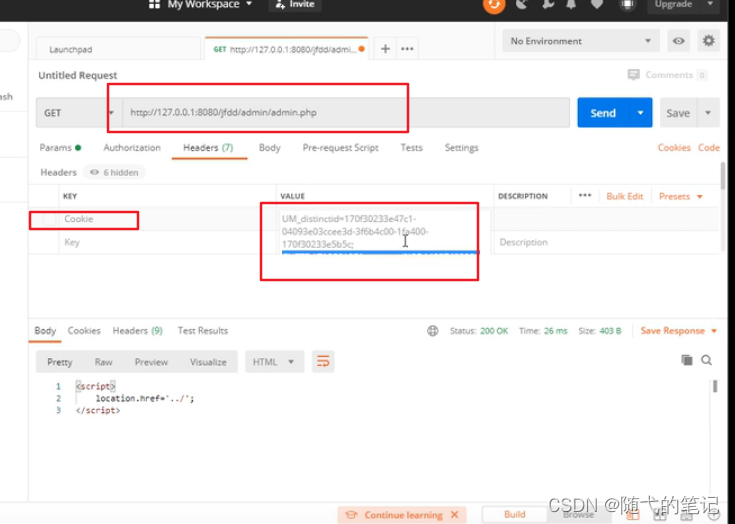 My Workspace
Invite
Upgrade
Launchpad
GET http://127.0.0.1:8080/jfdd/admi...
No Environment
Untitled Request
Comments 0
GET
http://127.0.0.1:8080/jfdd/admin/admin.php
Send
Save
Params
Authorization
Headers (7)
Body
Pre-request Script
Tests
Settings
Cookies
Code
Headers
6 hidden
KEY
VALUE
DESCRIPTION
Bulk Edit
Presets
Cookie
UM_distinctid=170f30233e47c1-
04093e03ccee3d-3f6b4c00-1fa400-
170f30233e5b5c;
Key
Description
Body
Cookies
Headers (9)
Test Results
Status: 200 OK
Time: 26 ms
Size: 403 B
Save Response
Pretty
Raw
Preview
Visualize
HTML
1 <script>
2 location.href='../';
3 </script>
Continue learning
Build
Browse
CSDN @随弋的笔记